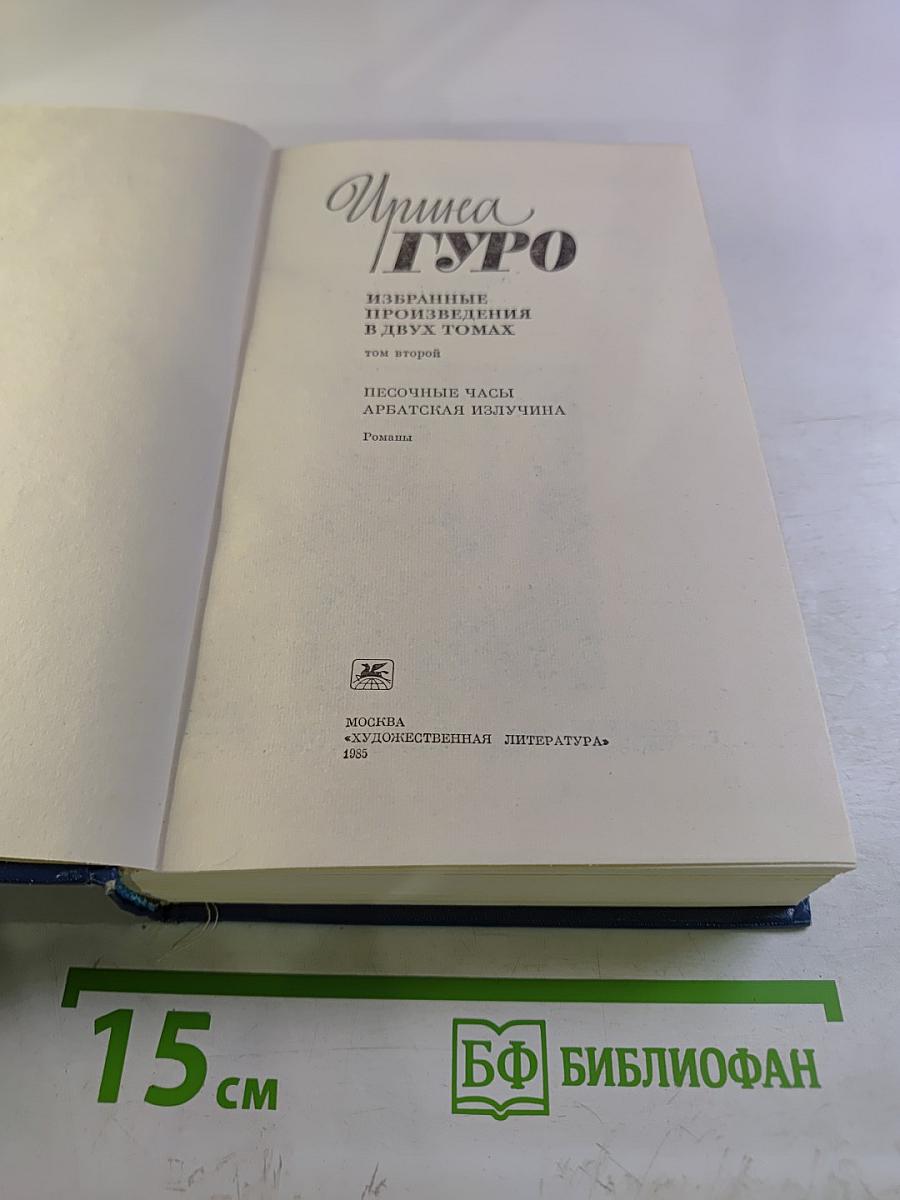 Ирина
ГУРО
ИЗБРАННЫЕ
ПРОИЗВЕДЕНИЯ
В ДВУХ ТОМАХ
том второй
ПЕСОЧНЫЕ ЧАСЫ
АРБАТСКАЯ ИЗЛУЧИНА
Романы
МОСКВА
«ХУДОЖЕСТВЕННАЯ ЛИТЕРАТУРА»
1985
15 см
БФ БИБЛИОФАН